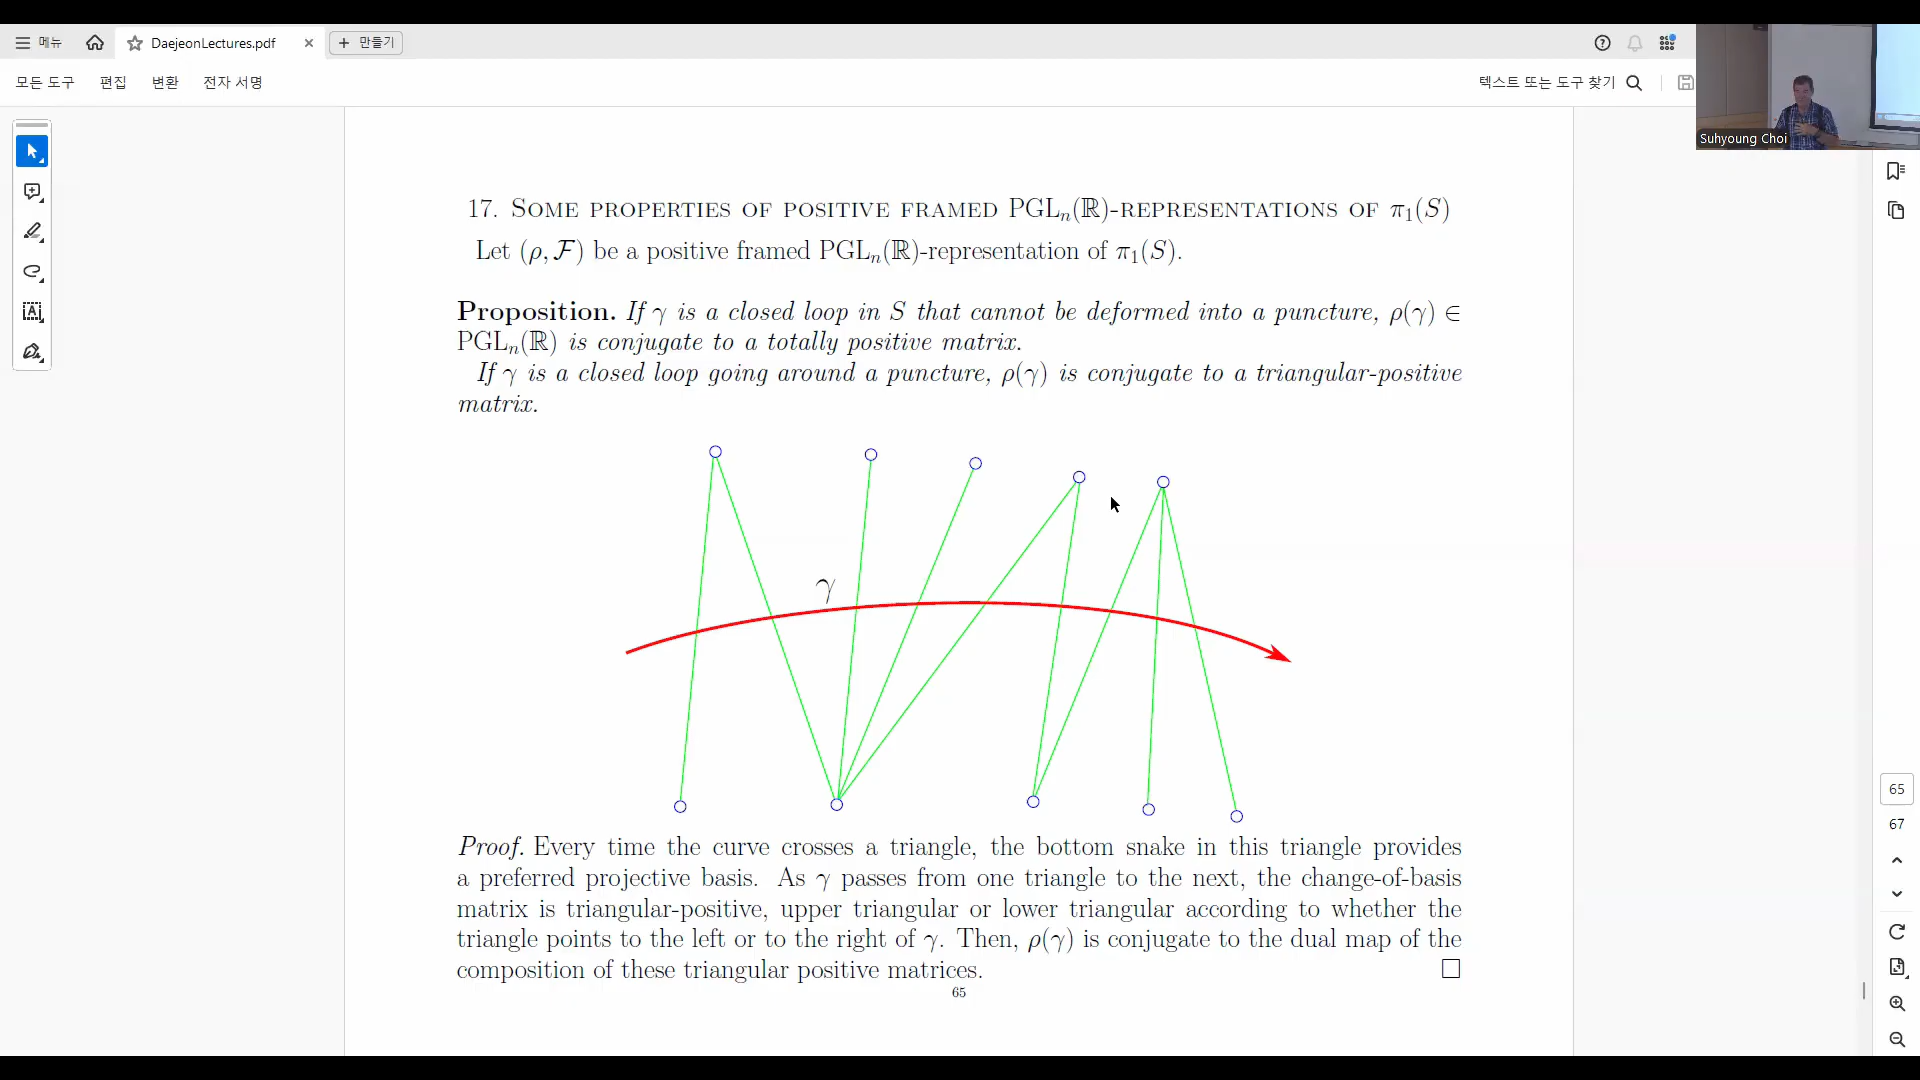 메뉴
DaejeonLectures.pdf
만들기
모든 도구
편집
변환
전자 서명
텍스트 또는 도구 찾기
Suhyoung Choi
17. SOME PROPERTIES OF POSITIVE FRAMED PGLₙ(ℝ)-REPRESENTATIONS OF π₁(S)
Let (ρ, ℱ) be a positive framed PGLₙ(ℝ)-representation of π₁(S).
Proposition. If γ is a closed loop in S that cannot be deformed into a puncture, ρ(γ) ∈
PGLₙ(ℝ) is conjugate to a totally positive matrix.
If γ is a closed loop going around a puncture, ρ(γ) is conjugate to a triangular-positive
matrix.
γ
Proof. Every time the curve crosses a triangle, the bottom snake in this triangle provides
a preferred projective basis. As γ passes from one triangle to the next, the change-of-basis
matrix is triangular-positive, upper triangular or lower triangular according to whether the
triangle points to the left or to the right of γ. Then, ρ(γ) is conjugate to the dual map of the
composition of these triangular positive matrices. □
65
65
67